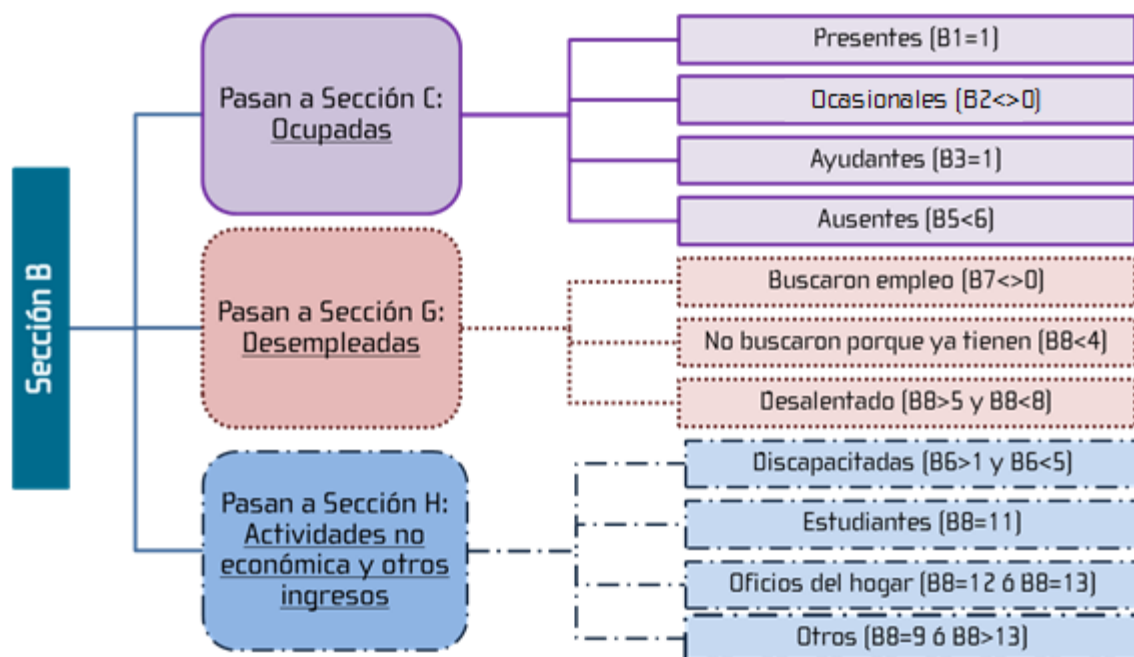 Sección B
Pasan a Sección C:
Ocupadas
Presentes (B1=1)
Ocasionales (B2<>0)
Ayudantes (B3=1)
Ausentes (B5<6)
Pasan a Sección G:
Desempleadas
Buscaron empleo (B7<>0)
No buscaron porque ya tienen (B8<4)
Desalentado (B8>5 y B8<8)
Pasan a Sección H:
Actividades no
económica y otros
ingresos
Discapacitadas (B6>1 y B6<5)
Estudiantes (B8=11)
Oficios del hogar (B8=12 ó B8=13)
Otros (B8=9 ó B8>13)